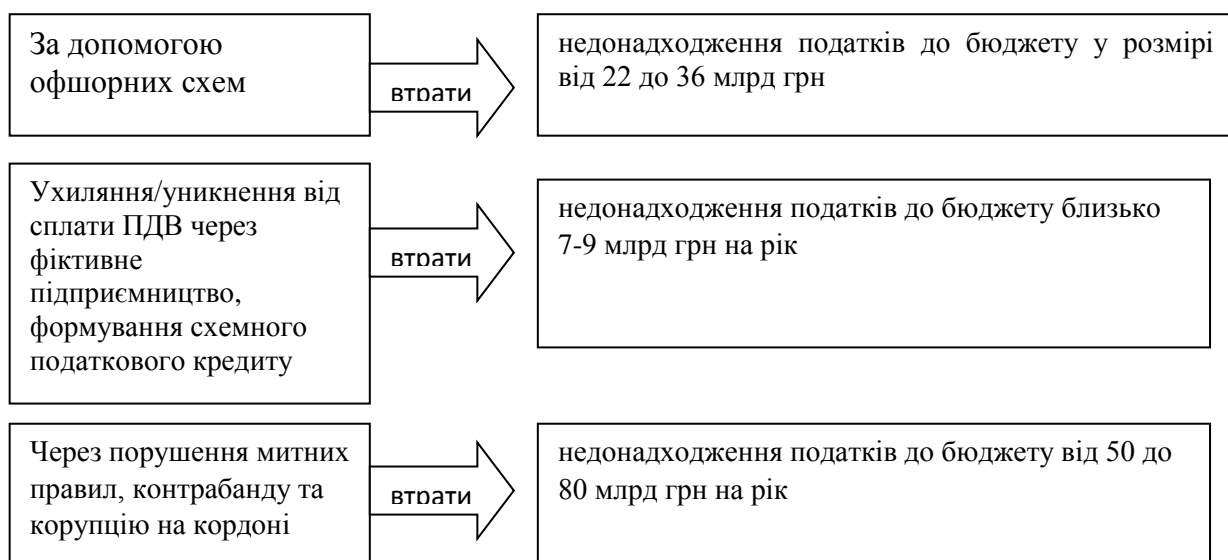 За допомогою
офшорних схем
втрати
недонадходження податків до бюджету у розмірі
від 22 до 36 млрд грн
Ухиляння/уникнення від
сплати ПДВ через
фіктивне
підприємництво,
формування схемного
податкового кредиту
втрати
недонадходження податків до бюджету близько
7-9 млрд грн на рік
Через порушення митних
правил, контрабанду та
корупцію на кордоні
втрати
недонадходження податків до бюджету від 50 до
80 млрд грн на рік